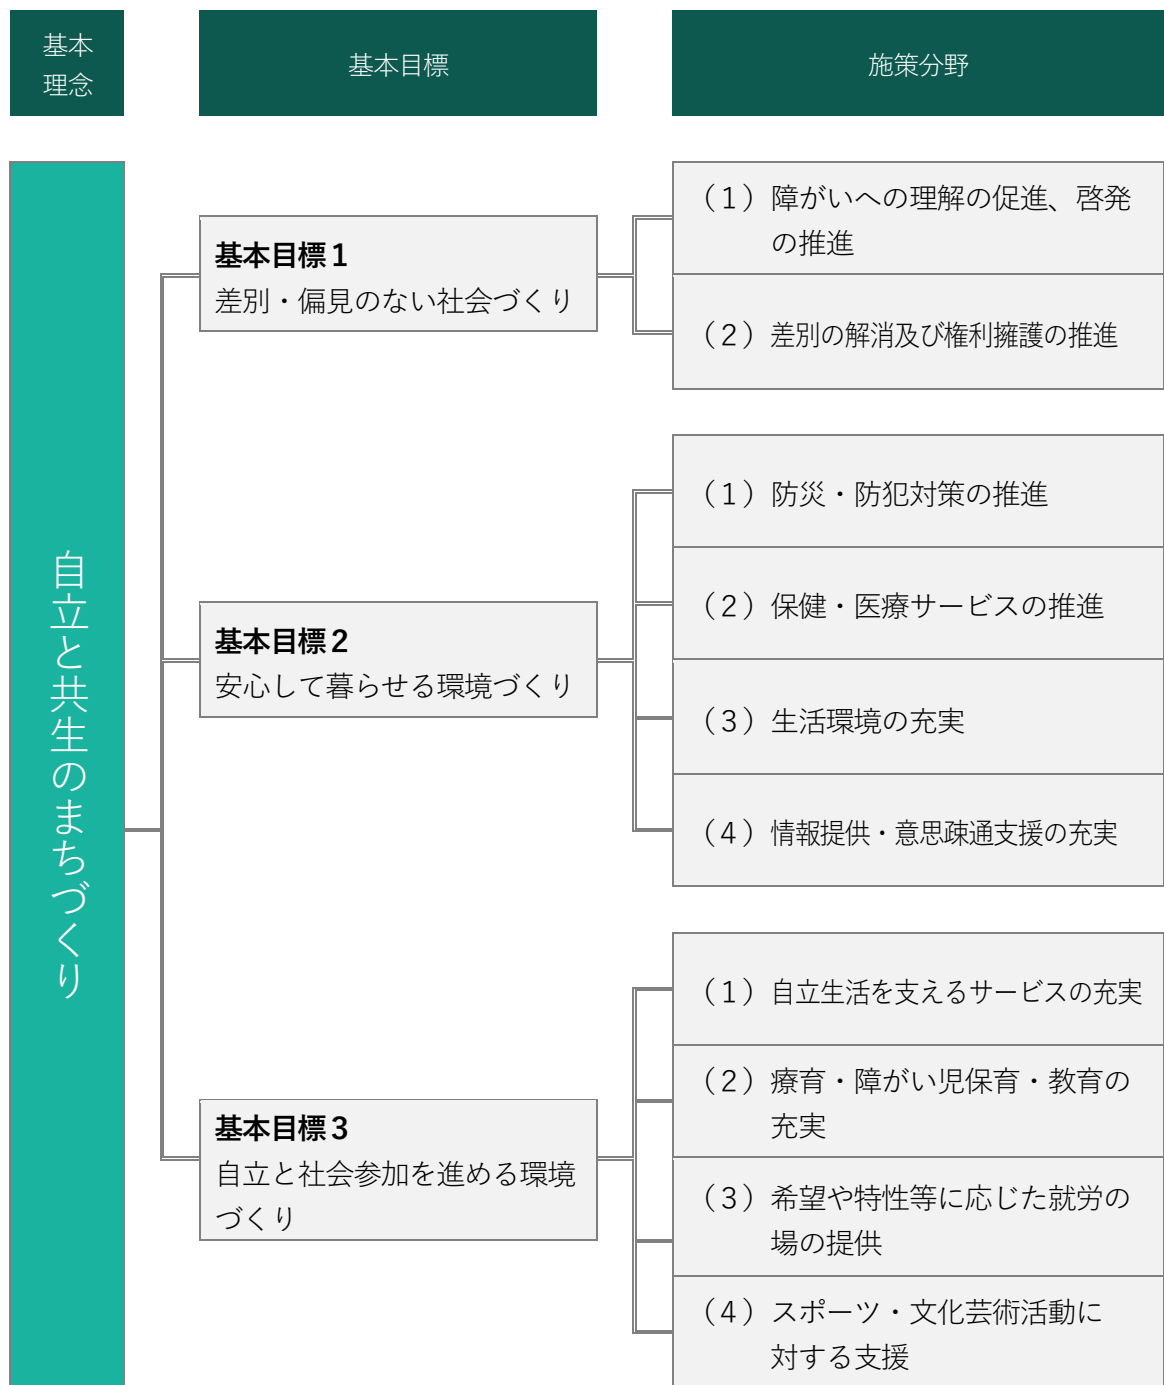 基本
理念
基本目標
施策分野
自立と共生のまちづくり
基本目標１
差別・偏見のない社会づくり
（１）障がいへの理解の促進、啓発
の推進
（２）差別の解消及び権利擁護の推進
基本目標２
安心して暮らせる環境づくり
（１）防災・防犯対策の推進
（２）保健・医療サービスの推進
（３）生活環境の充実
（４）情報提供・意思疎通支援の充実
基本目標３
自立と社会参加を進める環境
づくり
（１）自立生活を支えるサービスの充実
（２）療育・障がい児保育・教育の
充実
（３）希望や特性等に応じた就労の
場の提供
（４）スポーツ・文化芸術活動に
対する支援